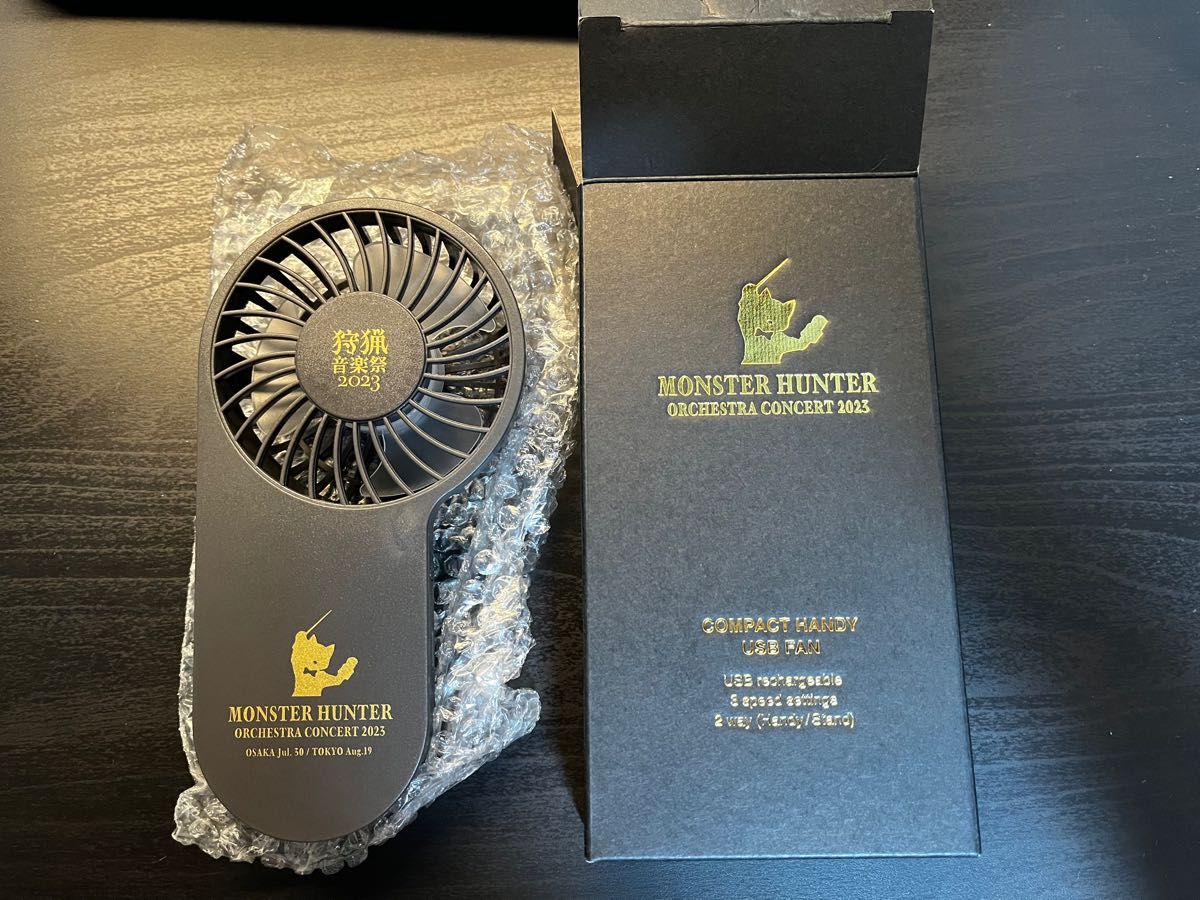 狩猟
音楽祭
2023
MONSTER HUNTER
ORCHESTRA CONCERT 2023
OSAKA Jul. 30 / TOKYO Aug.19
MONSTER HUNTER
ORCHESTRA CONCERT 2023
COMPACT HANDY
USB FAN
USB rechargeable
3 speed settings
2 way (Handy/Stand)